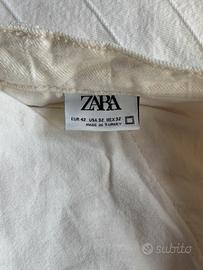 ZARA
EUR 42 USA 32 MEX 32
MADE IN TURKEY
subito